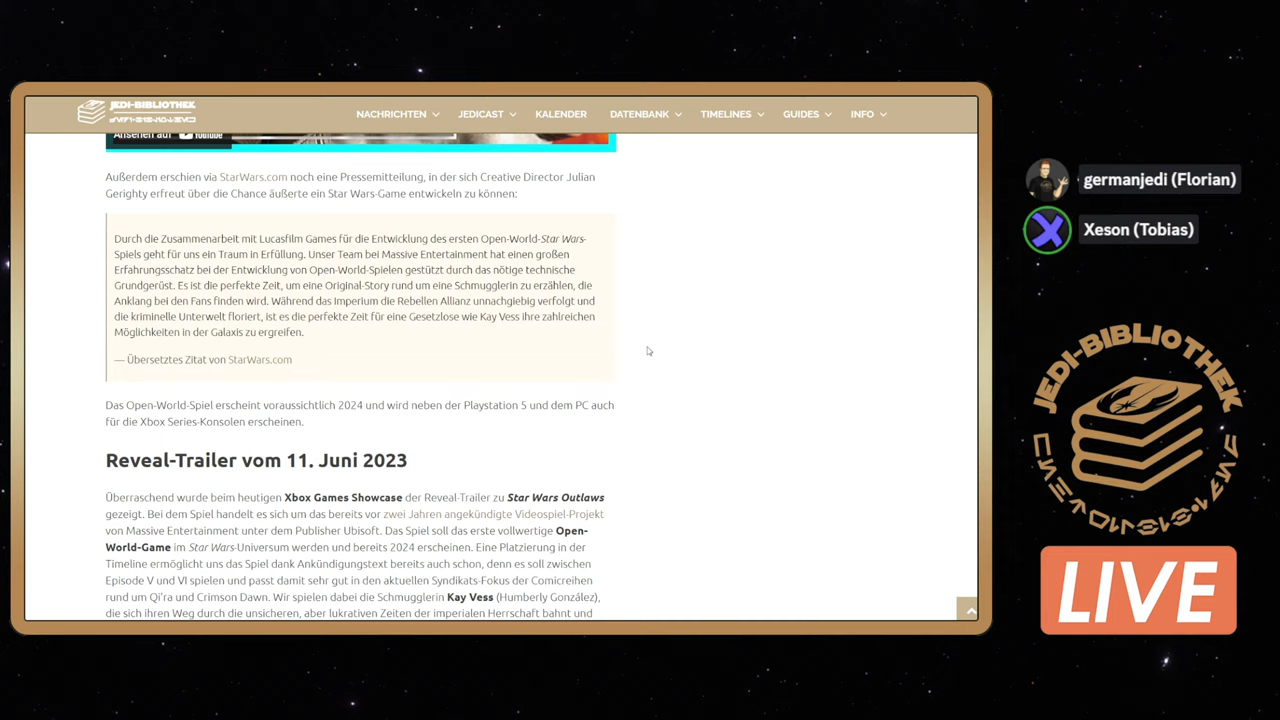 JEDI-BIBLIOTHEK
NACHRICHTEN JEDICAST KALENDER DATENBANK TIMELINES GUIDES INFO
Ansehen auf YouTube
Außerdem erschien via StarWars.com noch eine Pressemitteilung, in der sich Creative Director Julian
Gerighty erfreut über die Chance äußerte ein Star Wars-Game entwickeln zu können:
Durch die Zusammenarbeit mit Lucasfilm Games für die Entwicklung des ersten Open-World-Star Wars-
Spiels geht für uns ein Traum in Erfüllung. Unser Team bei Massive Entertainment hat einen großen
Erfahrungsschatz bei der Entwicklung von Open-World-Spielen gestützt durch das nötige technische
Grundgerüst. Es ist die perfekte Zeit, um eine Original-Story rund um eine Schmugglerin zu erzählen, die
Anklang bei den Fans finden wird. Während das Imperium die Rebellen Allianz unnachgiebig verfolgt und
die kriminelle Unterwelt floriert, ist es die perfekte Zeit für eine Gesetzlose wie Kay Vess ihre zahlreichen
Möglichkeiten in der Galaxis zu ergreifen.
— Übersetztes Zitat von StarWars.com
Das Open-World-Spiel erscheint voraussichtlich 2024 und wird neben der Playstation 5 und dem PC auch
für die Xbox Series-Konsolen erscheinen.
Reveal-Trailer vom 11. Juni 2023
Überraschend wurde beim heutigen Xbox Games Showcase der Reveal-Trailer zu Star Wars Outlaws
gezeigt. Bei dem Spiel handelt es sich um das bereits vor zwei Jahren angekündigte Videospiel-Projekt
von Massive Entertainment unter dem Publisher Ubisoft. Das Spiel soll das erste vollwertige Open-
World-Game im Star Wars-Universum werden und bereits 2024 erscheinen. Eine Platzierung in der
Timeline ermöglicht uns das Spiel dank Ankündigungstext bereits auch schon, denn es soll zwischen
Episode V und VI spielen und passt damit sehr gut in den aktuellen Syndikats-Fokus der Comicreihen
rund um Qi'ra und Crimson Dawn. Wir spielen dabei die Schmugglerin Kay Vess (Humberly González),
die sich ihren Weg durch die unsicheren, aber lukrativen Zeiten der imperialen Herrschaft bahnt und
germanjedi (Florian)
Xeson (Tobias)
JEDI-BIBLIOTHEK
LIVE